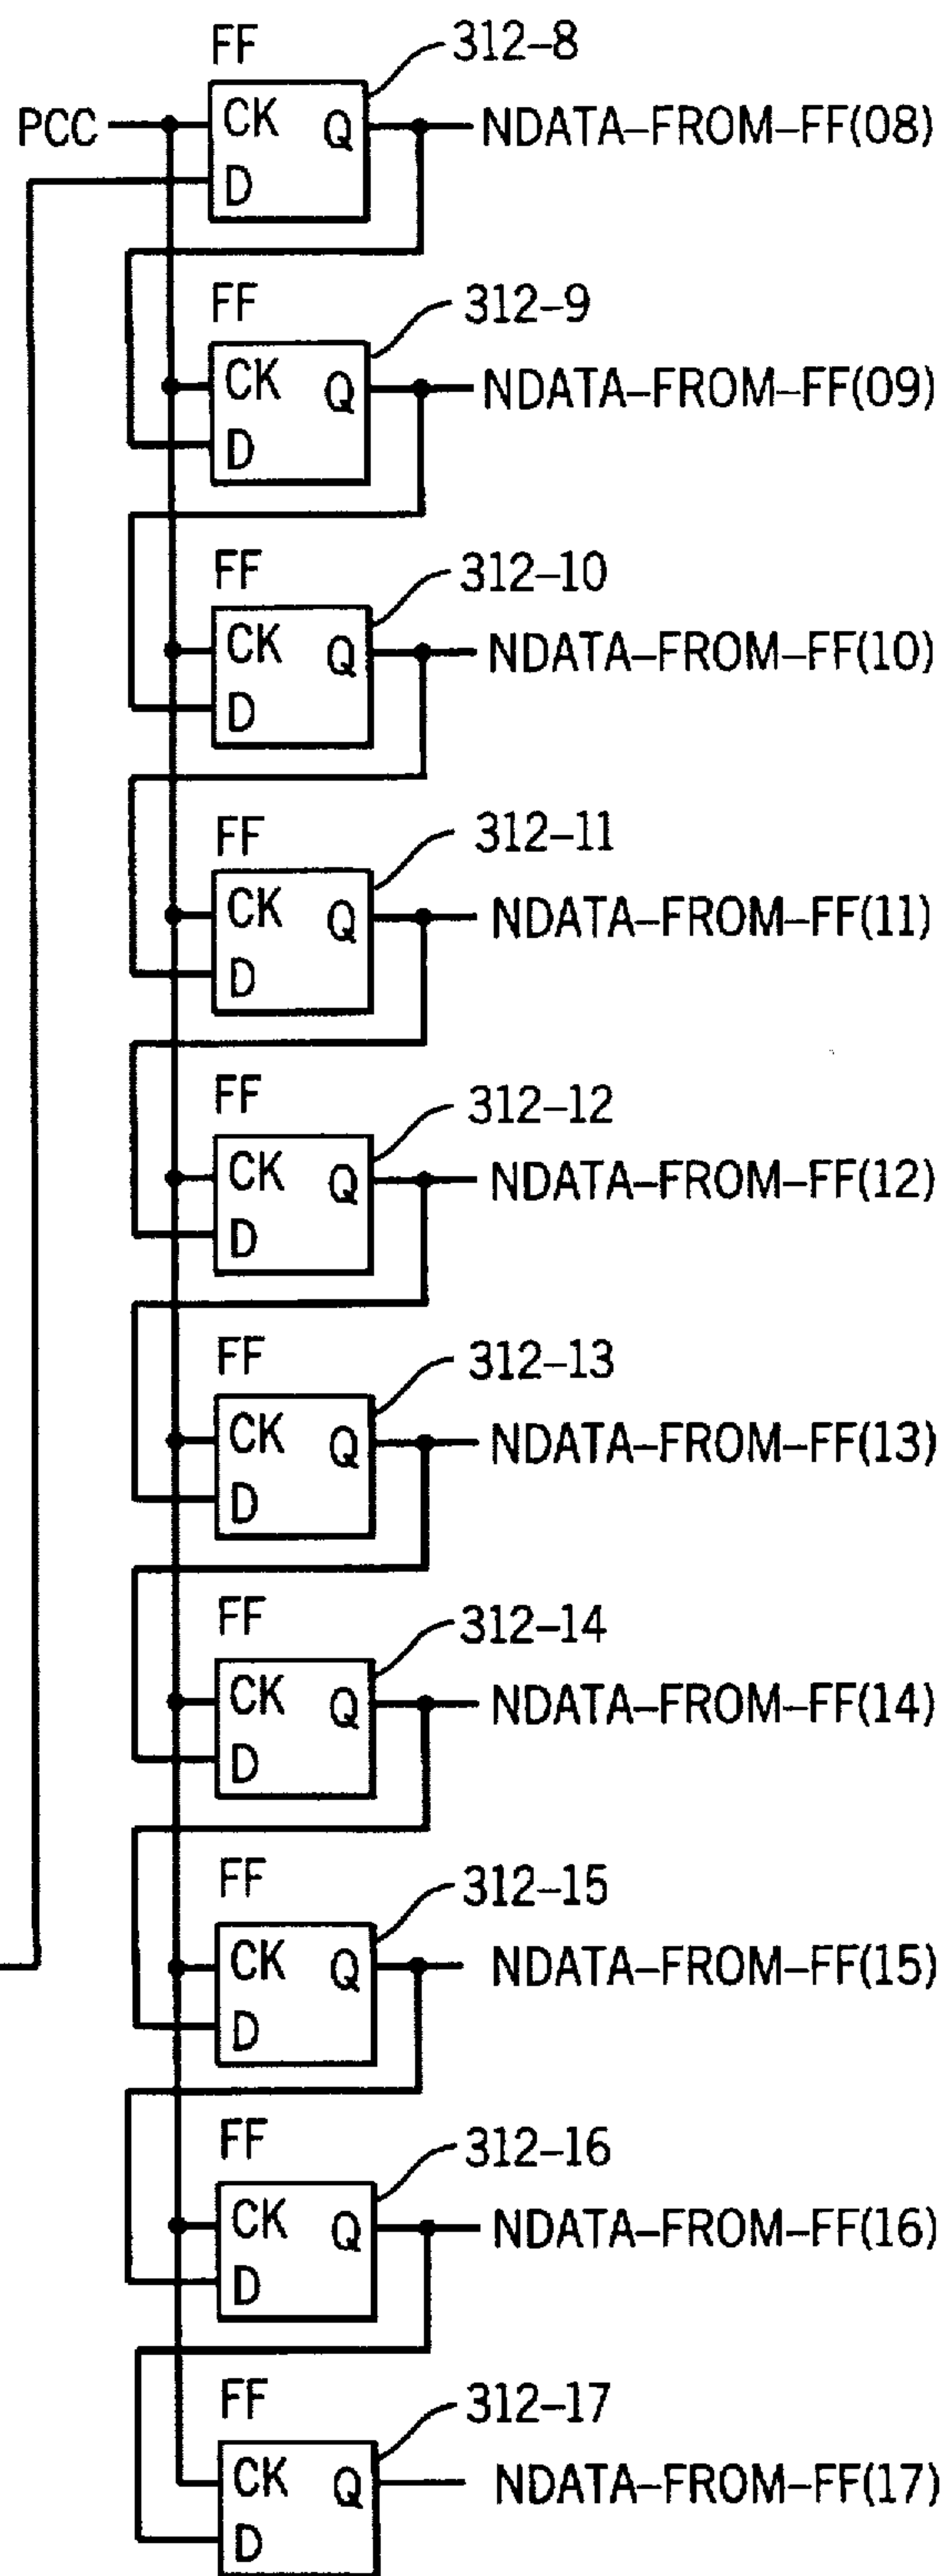 FF
312-8
PCC
CK
Q
NDATA-FROM-FF(08)
D
FF
312-9
CK
Q
NDATA-FROM-FF(09)
D
FF
312-10
CK
Q
NDATA-FROM-FF(10)
D
FF
312-11
CK
Q
NDATA-FROM-FF(11)
D
FF
312-12
CK
Q
NDATA-FROM-FF(12)
D
FF
312-13
CK
Q
NDATA-FROM-FF(13)
D
FF
312-14
CK
Q
NDATA-FROM-FF(14)
D
FF
312-15
CK
Q
NDATA-FROM-FF(15)
D
FF
312-16
CK
Q
NDATA-FROM-FF(16)
D
FF
312-17
CK
Q
NDATA-FROM-FF(17)
D